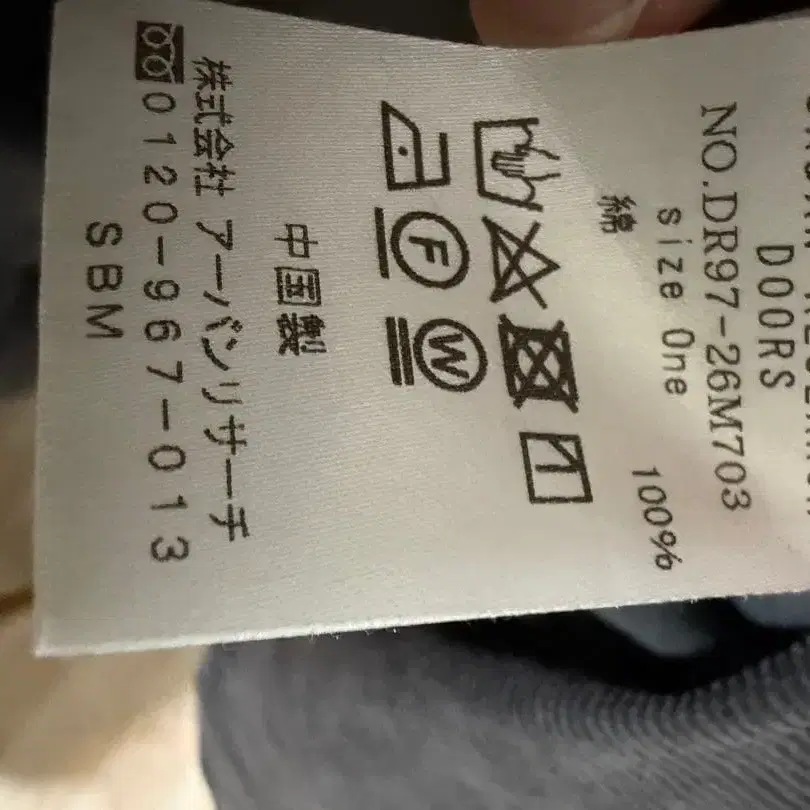 DOORS
NO.DR97-26M703
size One
綿 100%
F W
中国製
株式会社 アーバンリサーチ
0120-967-013
SBM